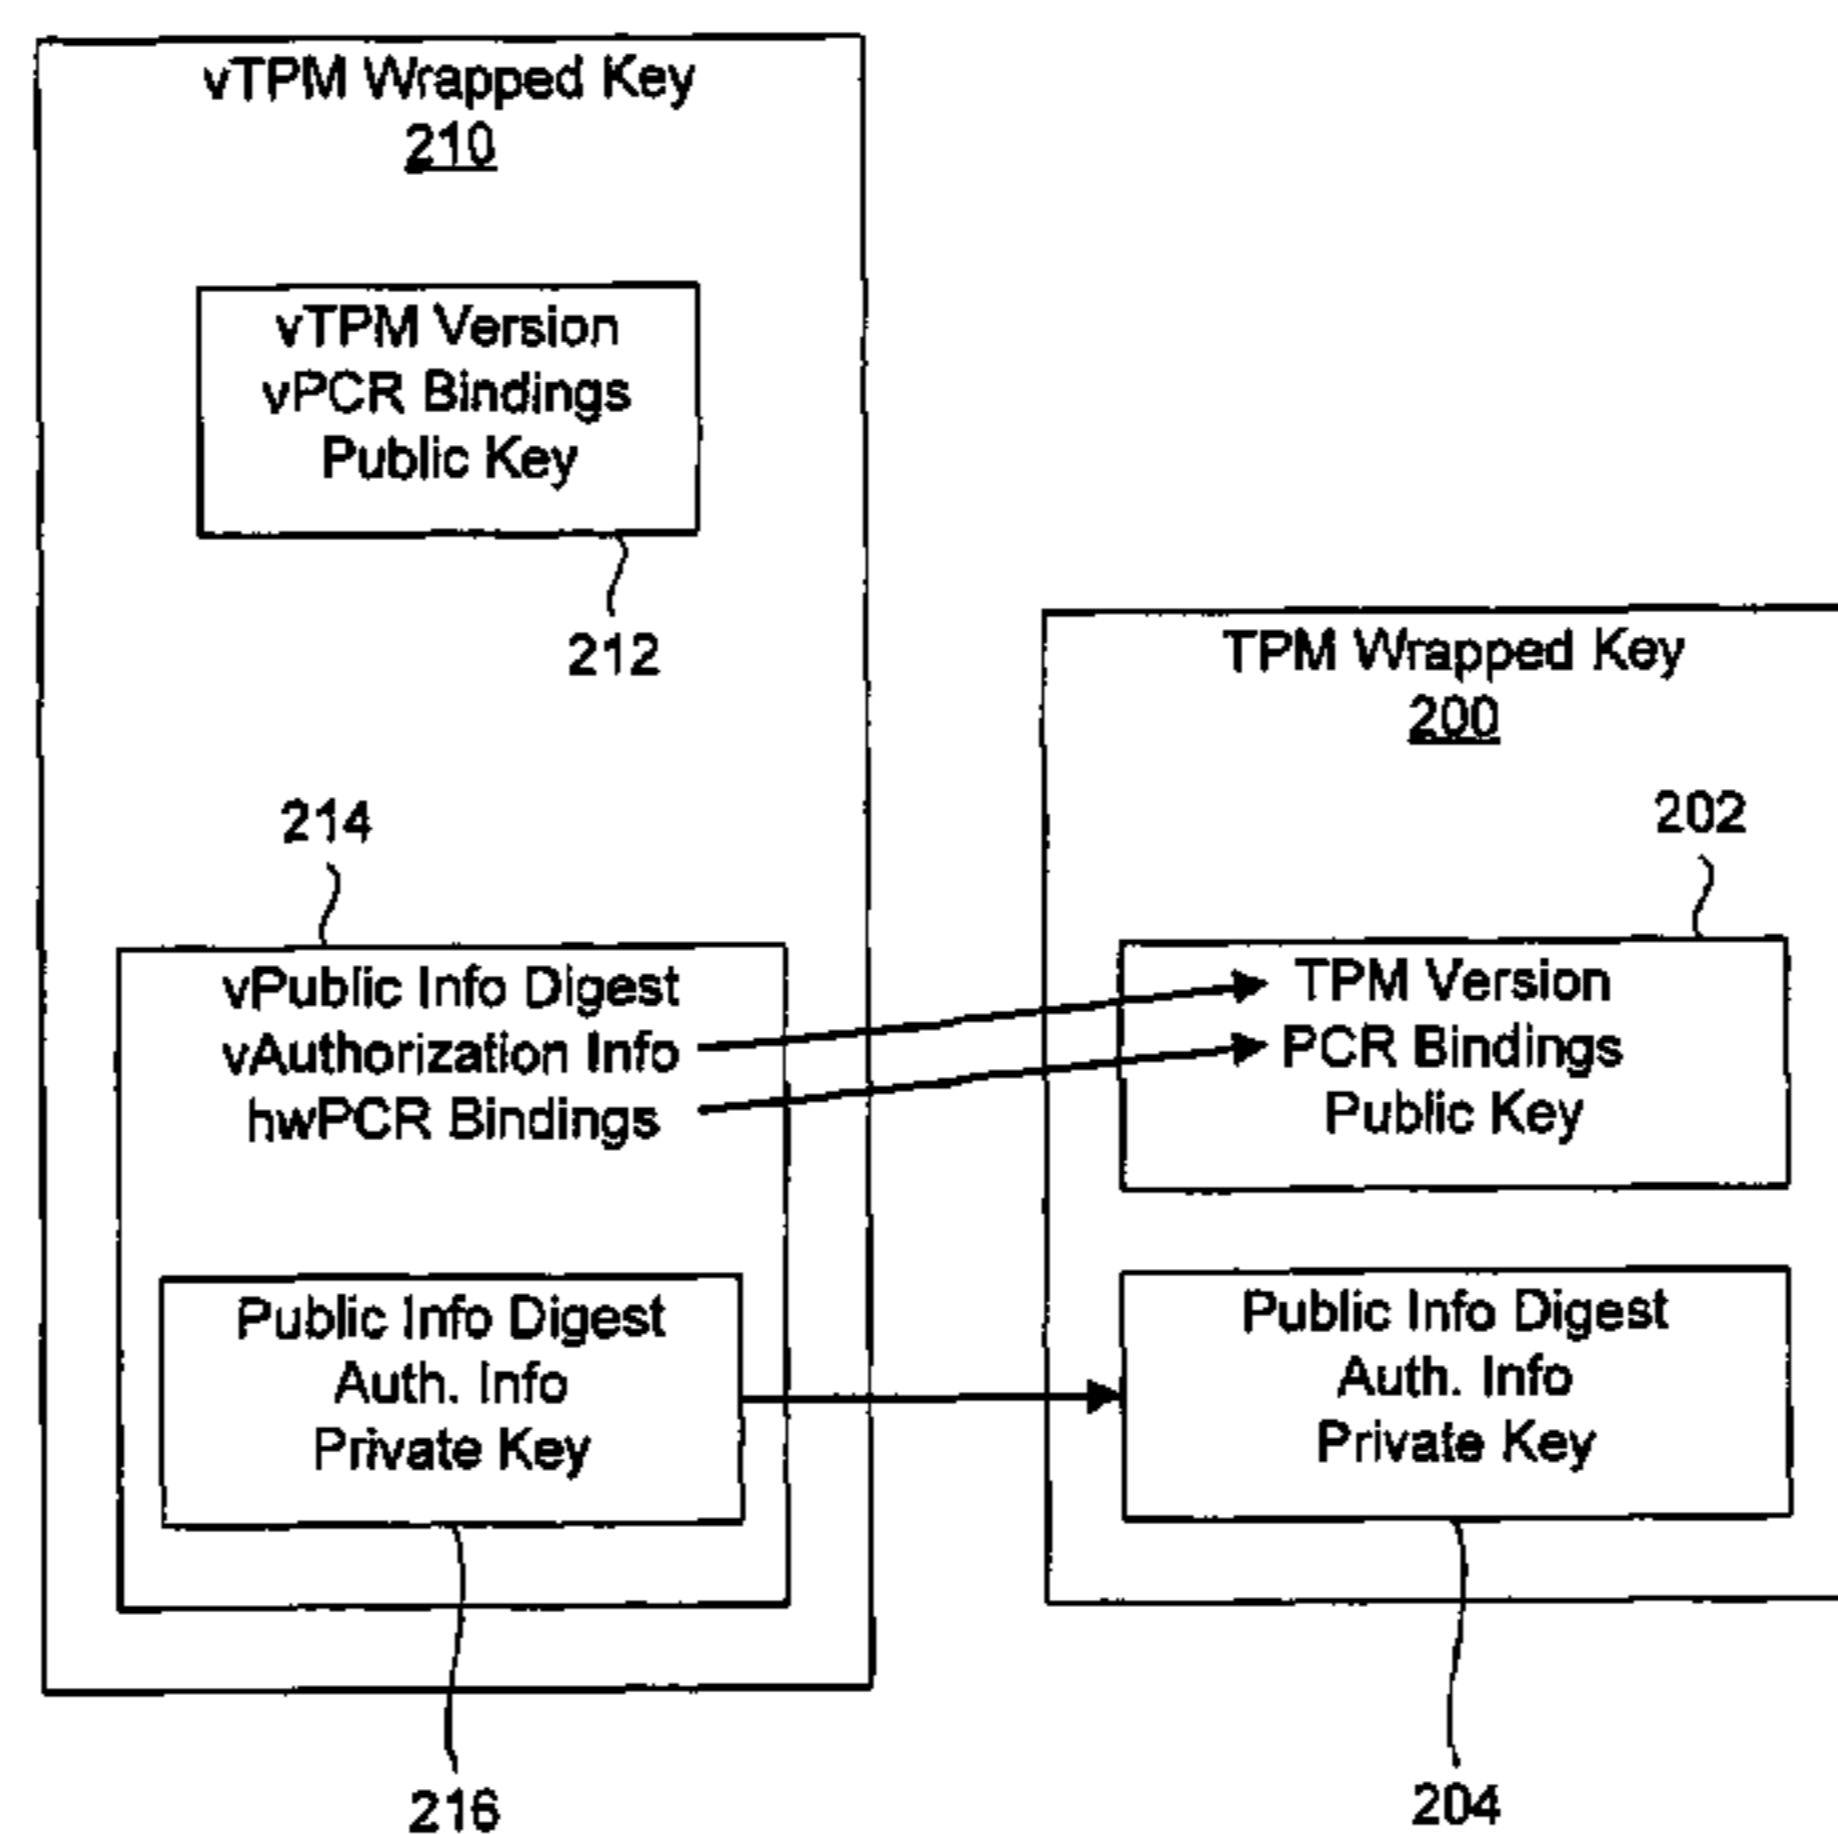 vTPM Wrapped Key
210
vTPM Version
vPCR Bindings
Public Key
212
214
vPublic Info Digest
vAuthorization Info
hwPCR Bindings
Public Info Digest
Auth. Info
Private Key
216
TPM Wrapped Key
200
202
TPM Version
PCR Bindings
Public Key
Public Info Digest
Auth. Info
Private Key
204